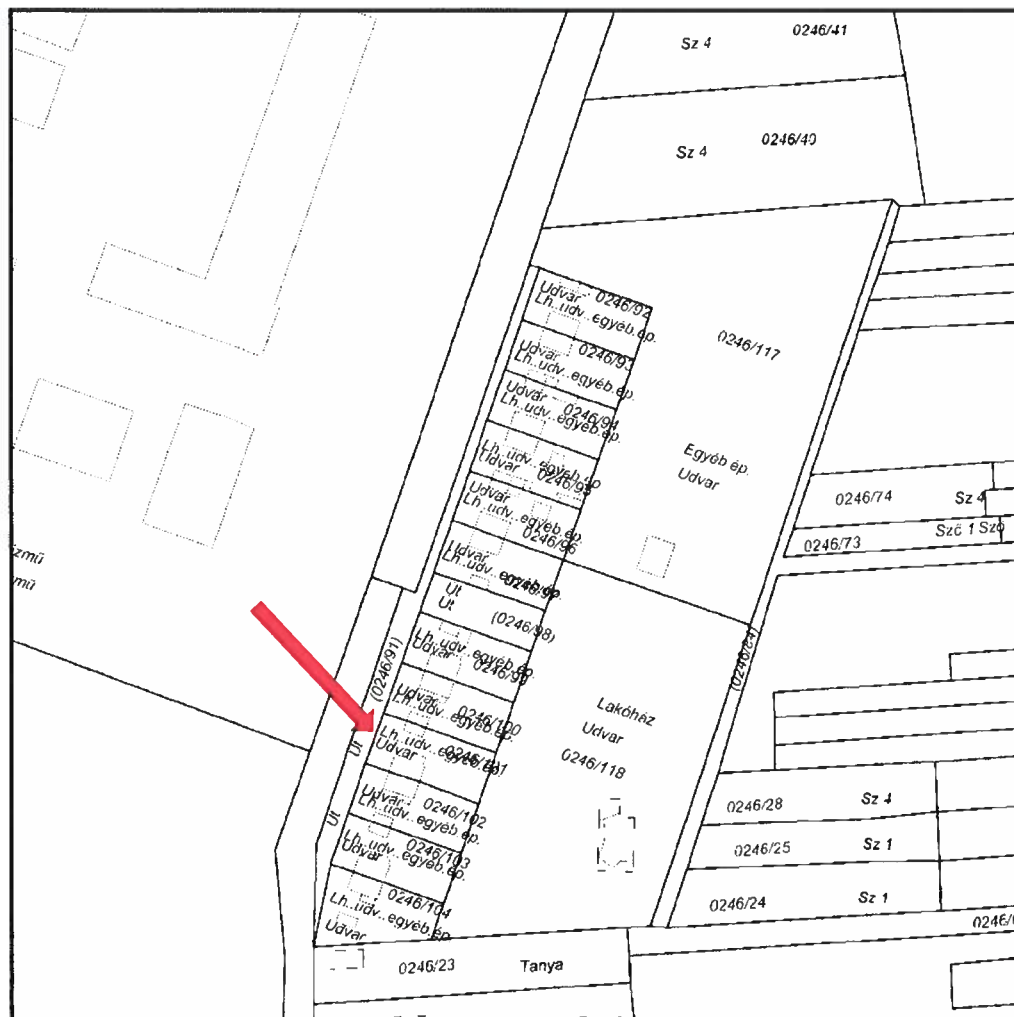 0246/41
Sz 4
0246/40
Sz 4
Udvar 0246/92
Lh..udv..egyéb.ép.
0246/117
Udvar 0246/93
Lh..udv..egyéb.ép.
Udvar 0246/94
Lh..udv..egyéb.ép.
Egyéb ép.
Udvar
Lh..udv..egyéb.ép
Udvar 0246/95
0246/74 Sz 4
Udvar
Lh..udv..egyéb.ép.
0246/96
Sző 1 Sző
0246/73
Udvar
Lh..udv..egyéb.ép.
0246/97
Út
Út (0246/98)
(0246/84)
(0246/91)
Lh..udv..egyéb.ép.
Udvar 0246/99
Udvar 0246/100
Lh..udv..egyéb.ép.
Lakóház
Udvar
0246/118
Lh..udv..egyéb.ép.
Udvar 0246/101
Út
Udvar 0246/102
Lh..udv..egyéb.ép.
0246/28 Sz 4
Út
Lh..udv..egyéb.ép.
Udvar 0246/103
0246/25 Sz 1
0246/24 Sz 1
0246/104
Lh..udv..egyéb.ép
Udvar
0246/23 Tanya